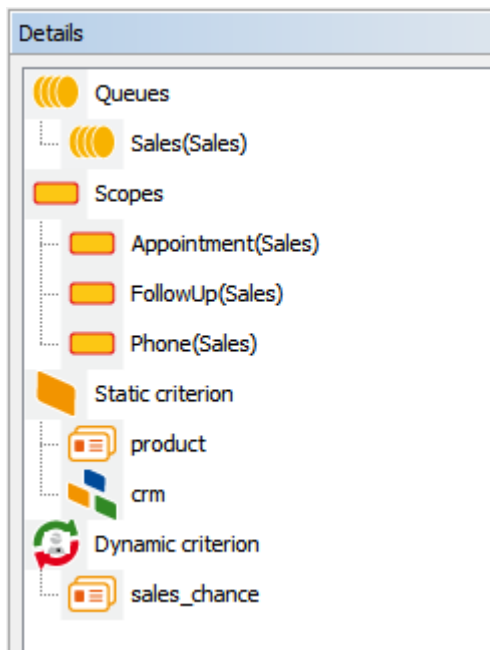 Details
Queues
Sales(Sales)
Scopes
Appointment(Sales)
FollowUp(Sales)
Phone(Sales)
Static criterion
product
crm
Dynamic criterion
sales_chance